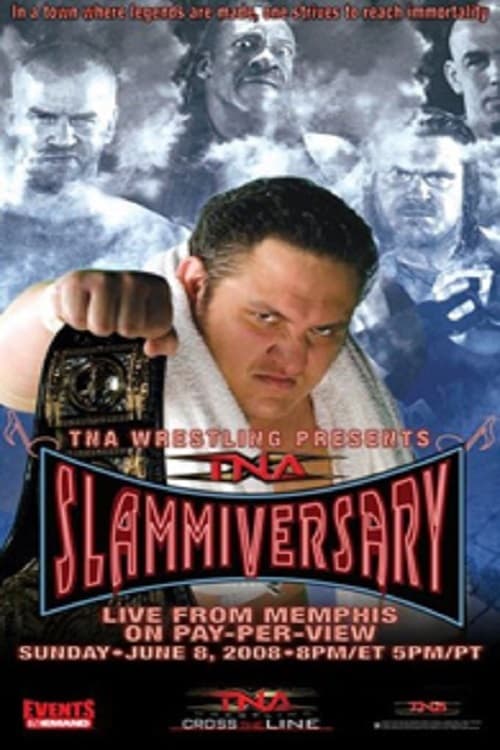 In a town where legends are made, one strives to reach immortality
TNA WRESTLING PRESENTS
TNA
SLAMMIVERSARY
LIVE FROM MEMPHIS
ON PAY-PER-VIEW
SUNDAY • JUNE 8, 2008 • 8PM/ET 5PM/PT
EVENTS
TNA
TNA
DEMAND
CROSS LINE